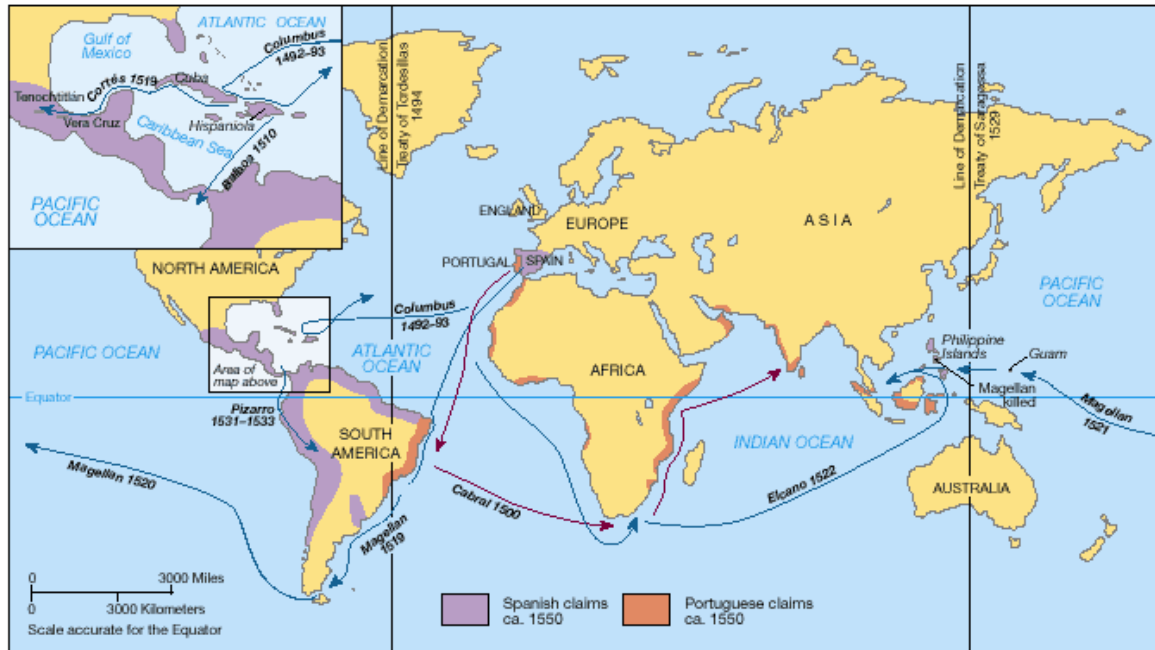 ATLANTIC OCEAN
Gulf of
Mexico
Columbus
1492–93
Cortés 1519
Cuba
Tenochtitlán
Vera Cruz
Hispaniola
Caribbean Sea
Balboa 1510
PACIFIC
OCEAN
Line of Demarcation
Treaty of Tordesillas
1494
Line of Demarcation
Treaty of Saragassa
1529
ENGLAND
EUROPE
ASIA
PORTUGAL
SPAIN
NORTH AMERICA
Columbus
1492–93
PACIFIC
OCEAN
PACIFIC OCEAN
ATLANTIC
OCEAN
Area of
map above
AFRICA
Philippine
Islands
Guam
Magellan
killed
Equator
Pizarro
1531–1533
SOUTH
AMERICA
INDIAN OCEAN
Magellan
1521
Magellan 1520
Cabral 1500
Elcano 1522
AUSTRALIA
Magellan
1519
0
3000 Miles
0
3000 Kilometers
Scale accurate for the Equator
Spanish claims
ca. 1550
Portuguese claims
ca. 1550